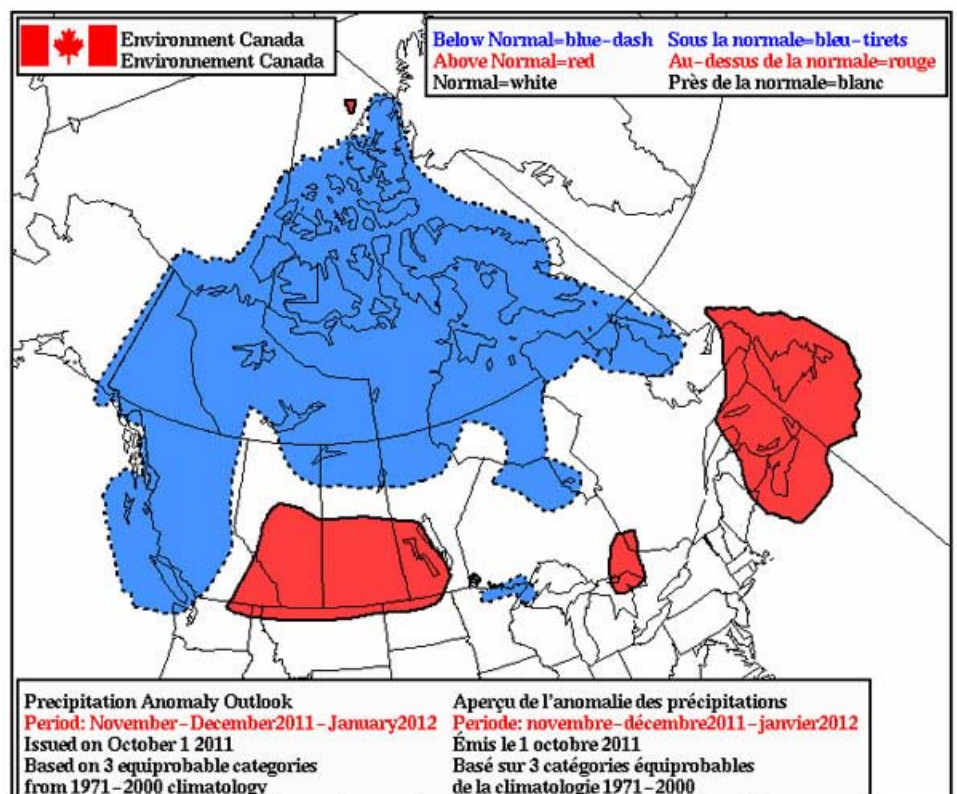 Environment Canada
Environnement Canada
Below Normal=blue-dash Sous la normale=bleu-tirets
Above Normal=red Au-dessus de la normale=rouge
Normal=white Près de la normale=blanc
Precipitation Anomaly Outlook
Period: November-December2011-January2012
Issued on October 1 2011
Based on 3 equiprobable categories
from 1971-2000 climatology
Aperçu de l'anomalie des précipitations
Periode: novembre-décembre2011-janvier2012
Émis le 1 octobre 2011
Basé sur 3 catégories équiprobables
de la climatologie 1971-2000